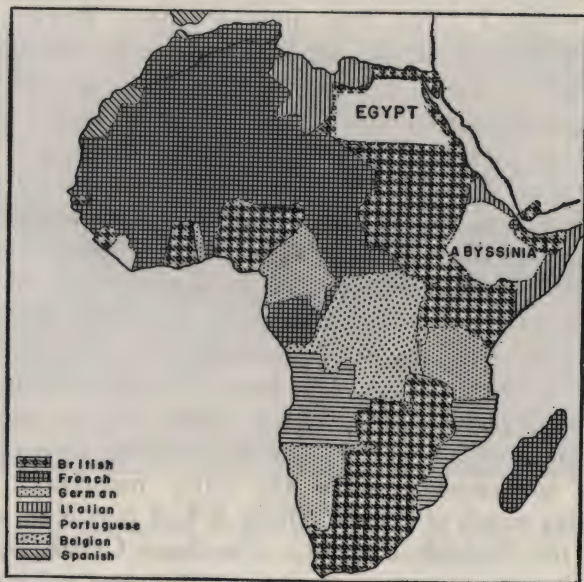 EGYPT
ABYSSINIA
British
French
German
Italian
Portuguese
Belgian
Spanish